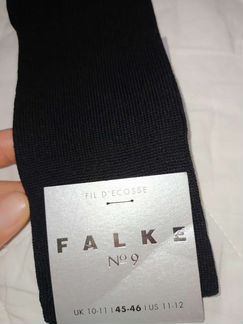 FIL D'ECOSSE
FALKE
No 9
UK 10-11 | 45-46 | US 11-12